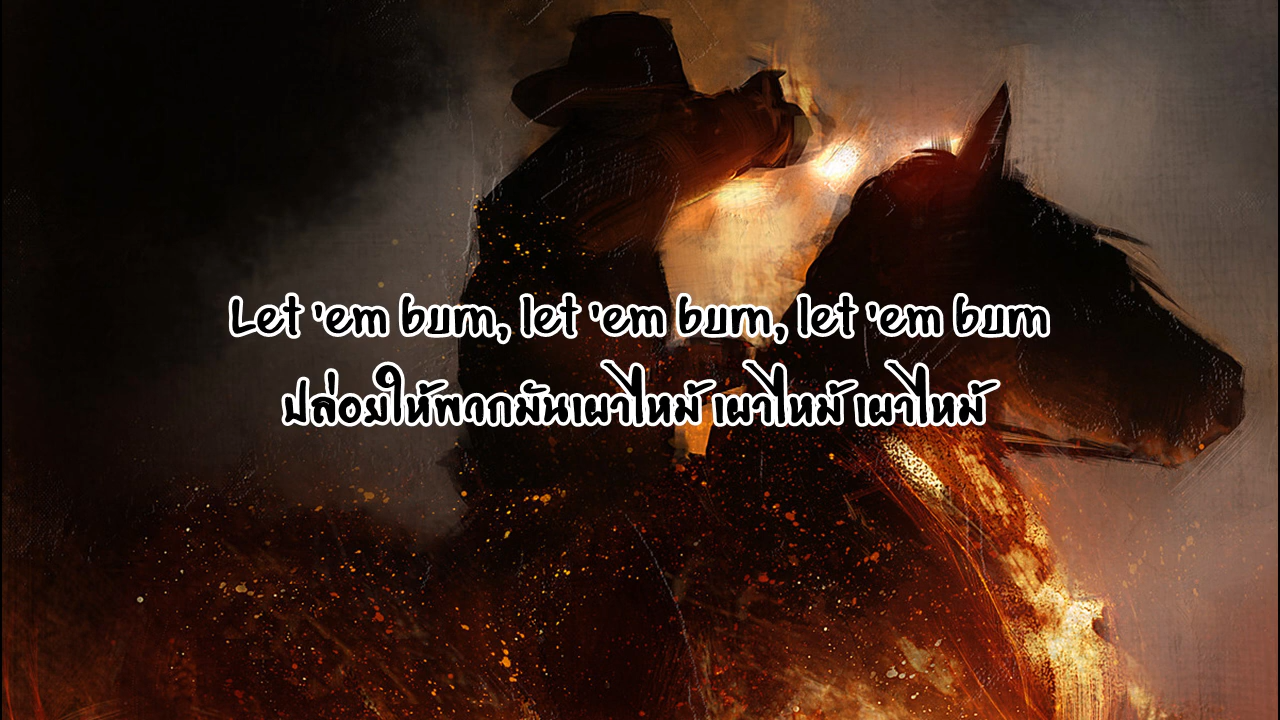 Let 'em burn, let 'em burn, let 'em burn
ปล่อยให้พวกมันเผาไหม้ เผาไหม้ เผาไหม้